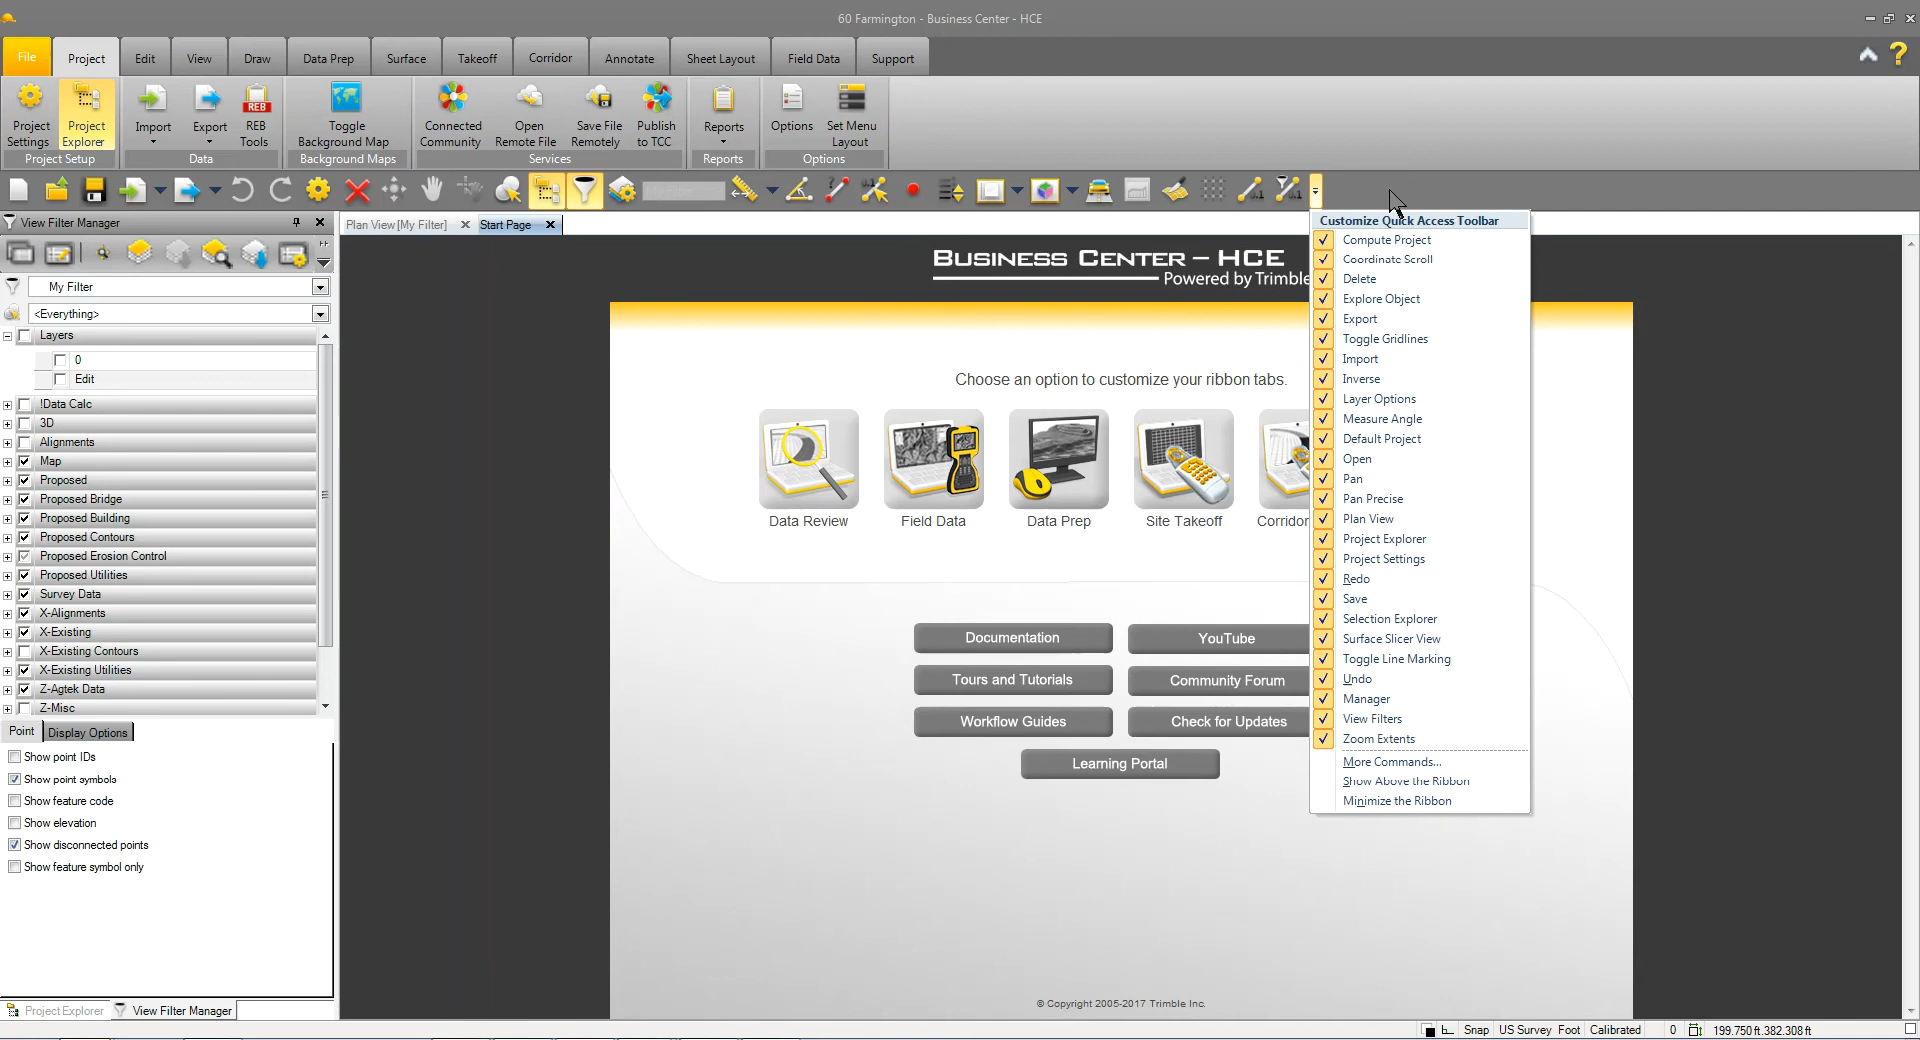 60 Farmington - Business Center - HCE
File Project Edit View Draw Data Prep Surface Takeoff Corridor Annotate Sheet Layout Field Data Support
Project Settings
Project Explorer
Import
Export
REB
REB Tools
Toggle Background Map
Connected Community
Open Remote File
Save File Remotely
Publish to TCC
Reports
Options
Set Menu Layout
Project Setup Data Background Maps Services Reports Options
My Filter
View Filter Manager
Plan View[My Filter] Start Page
My Filter
<Everything>
Layers
0
Edit
!Data Calc
3D
Alignments
Map
Proposed
Proposed Bridge
Proposed Building
Proposed Contours
Proposed Erosion Control
Proposed Utilities
Survey Data
X-Alignments
X-Existing
X-Existing Contours
X-Existing Utilities
Z-Agtek Data
Z-Misc
Point Display Options
Show point IDs
Show point symbols
Show feature code
Show elevation
Show disconnected points
Show feature symbol only
Project Explorer View Filter Manager
Business Center – HCE
Powered by Trimble
Choose an option to customize your ribbon tabs.
Data Review Field Data Data Prep Site Takeoff Corridor
Documentation YouTube
Tours and Tutorials Community Forum
Workflow Guides Check for Updates
Learning Portal
© Copyright 2005-2017 Trimble Inc.
Customize Quick Access Toolbar
Compute Project
Coordinate Scroll
Delete
Explore Object
Export
Toggle Gridlines
Import
Inverse
Layer Options
Measure Angle
Default Project
Open
Pan
Pan Precise
Plan View
Project Explorer
Project Settings
Redo
Save
Selection Explorer
Surface Slicer View
Toggle Line Marking
Undo
Manager
View Filters
Zoom Extents
More Commands...
Show Above the Ribbon
Minimize the Ribbon
Snap US Survey Foot Calibrated 0 199.750 ft.382.308 ft